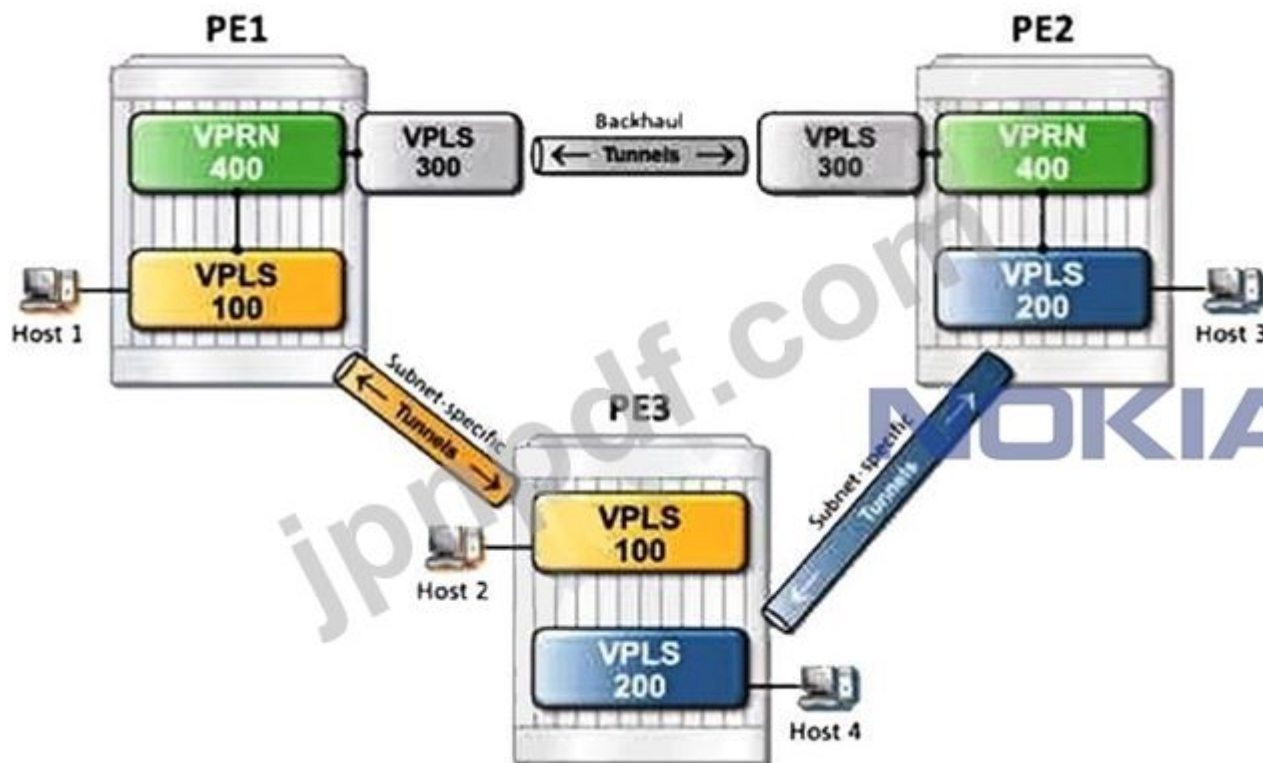 PE1
PE2
VPRN
400
VPLS
300
Backhaul
Tunnels
VPLS
300
VPRN
400
VPLS
100
Host 1
VPLS
200
Host 3
Subnet-specific
Tunnels
PE3
Subnet-specific
Tunnels
NOKIA
VPLS
100
Host 2
VPLS
200
Host 4
jpnpdf.com